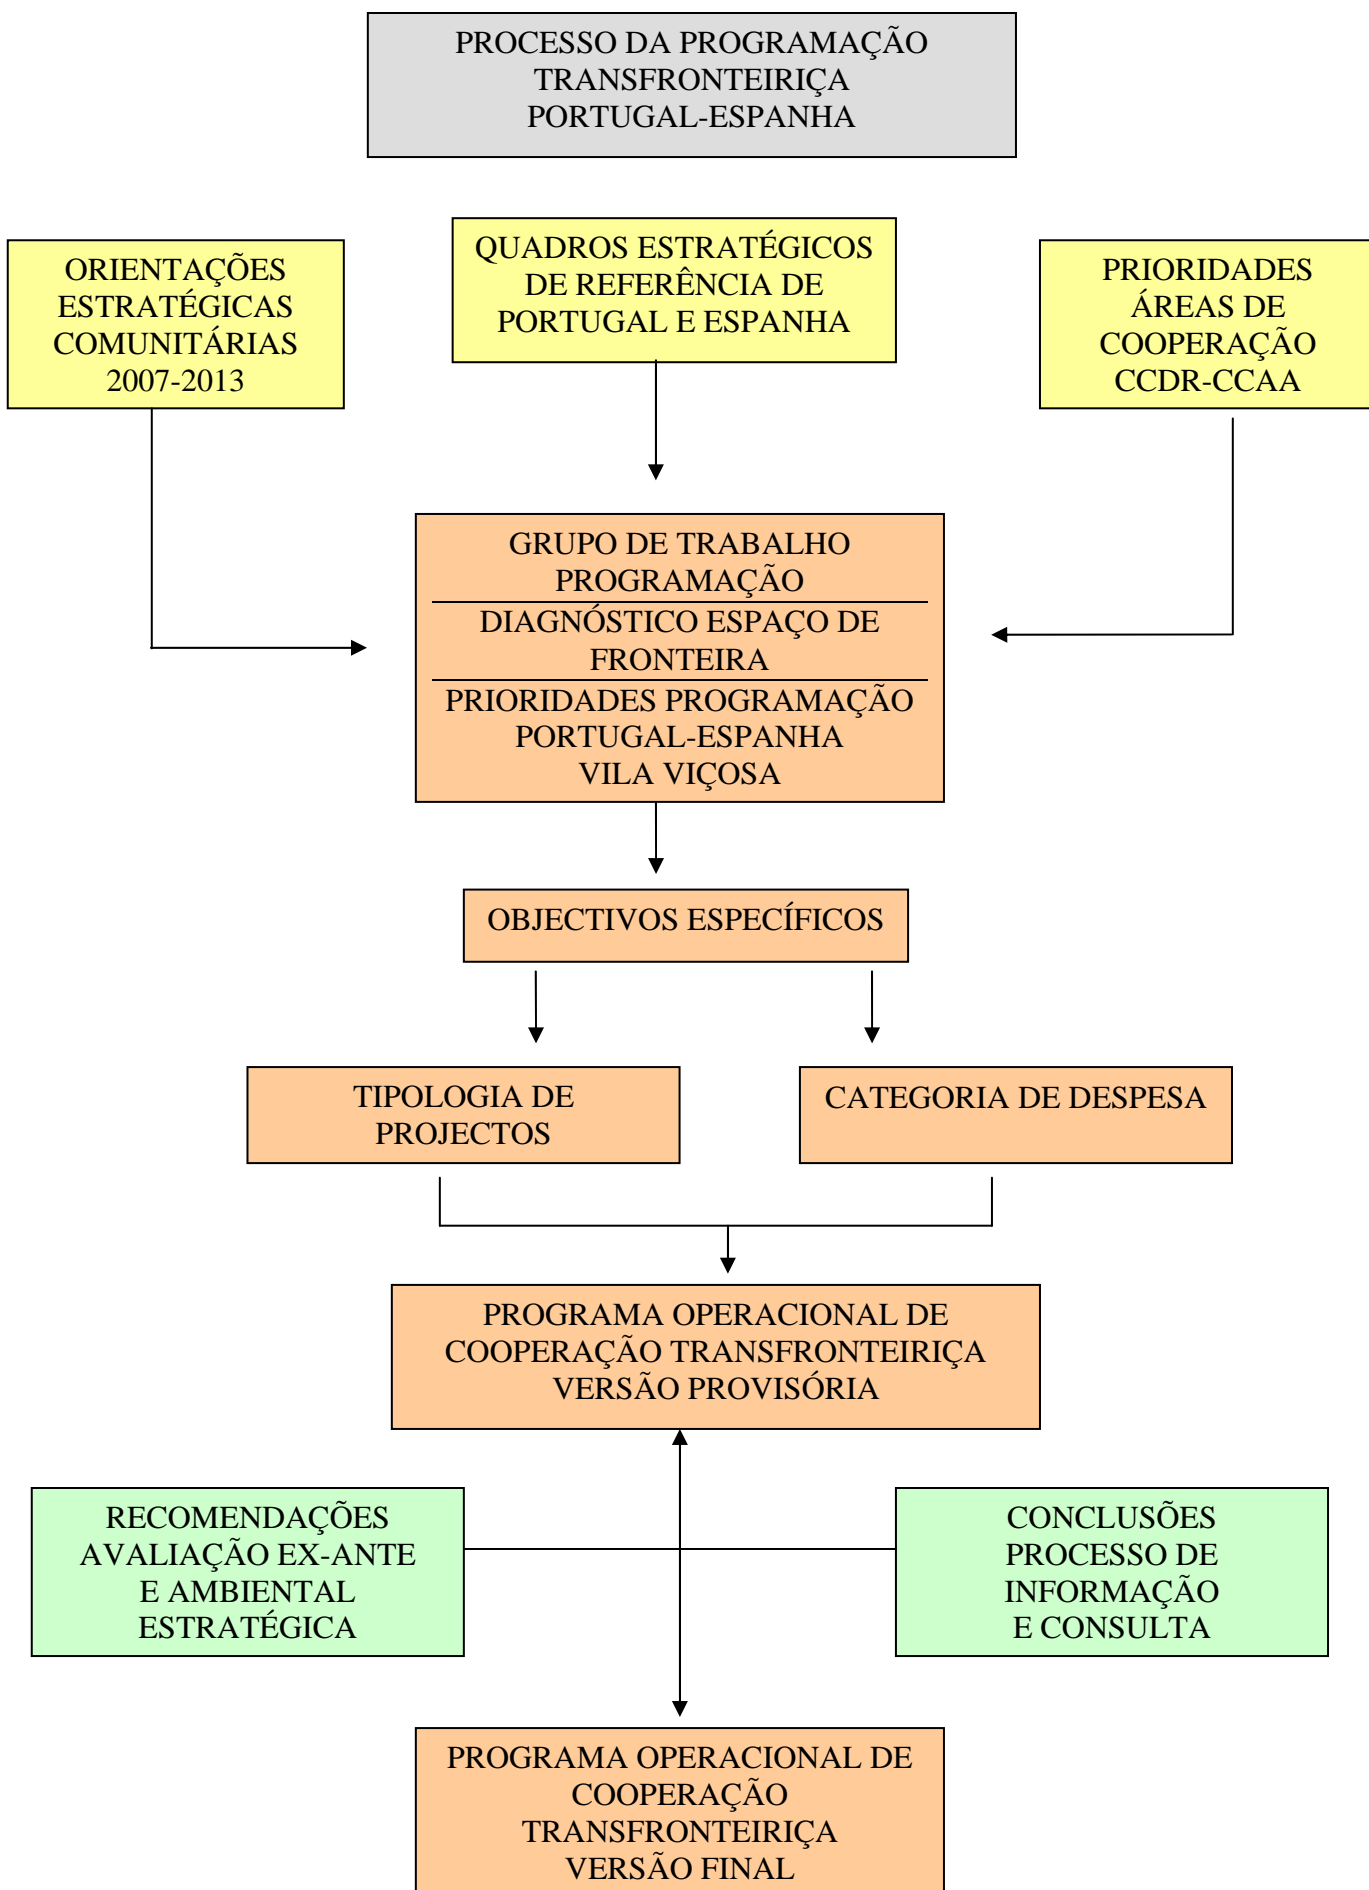 PROCESSO DA PROGRAMAÇÃO
TRANSFRONTEIRIÇA
PORTUGAL-ESPANHA
ORIENTAÇÕES
ESTRATÉGICAS
COMUNITÁRIAS
2007-2013
QUADROS ESTRATÉGICOS
DE REFERÊNCIA DE
PORTUGAL E ESPANHA
PRIORIDADES
ÁREAS DE
COOPERAÇÃO
CCDR-CCAA
GRUPO DE TRABALHO
PROGRAMAÇÃO
DIAGNÓSTICO ESPAÇO DE
FRONTEIRA
PRIORIDADES PROGRAMAÇÃO
PORTUGAL-ESPANHA
VILA VIÇOSA
OBJECTIVOS ESPECÍFICOS
TIPOLOGIA DE
PROJECTOS
CATEGORIA DE DESPESA
PROGRAMA OPERACIONAL DE
COOPERAÇÃO TRANSFRONTEIRIÇA
VERSÃO PROVISÓRIA
RECOMENDAÇÕES
AVALIAÇÃO EX-ANTE
E AMBIENTAL
ESTRATÉGICA
CONCLUSÕES
PROCESSO DE
INFORMAÇÃO
E CONSULTA
PROGRAMA OPERACIONAL DE
COOPERAÇÃO
TRANSFRONTEIRIÇA
VERSÃO FINAL